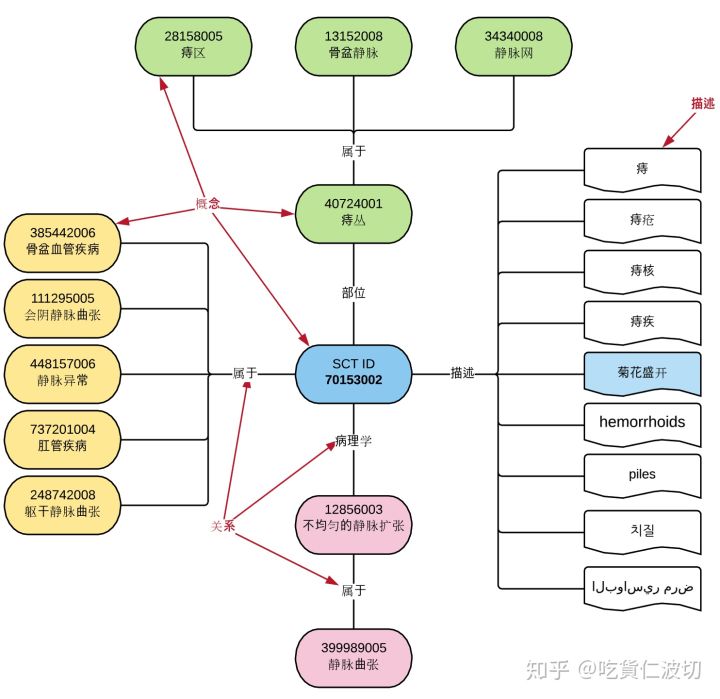 28158005
痔区
13152008
骨盆静脉
34340008
静脉网
描述
属于
痔
概念
40724001
痔丛
痔疮
385442006
骨盆血管疾病
痔核
部位
111295005
会阴静脉曲张
痔疾
448157006
静脉异常
属于
SCT ID
70153002
描述
菊花盛开
737201004
肛管疾病
病理学
hemorrhoids
248742008
躯干静脉曲张
piles
关系
12856003
不均匀的静脉扩张
치질
属于
البواسير مرض
399989005
静脉曲张
知乎 @吃貨仁波切